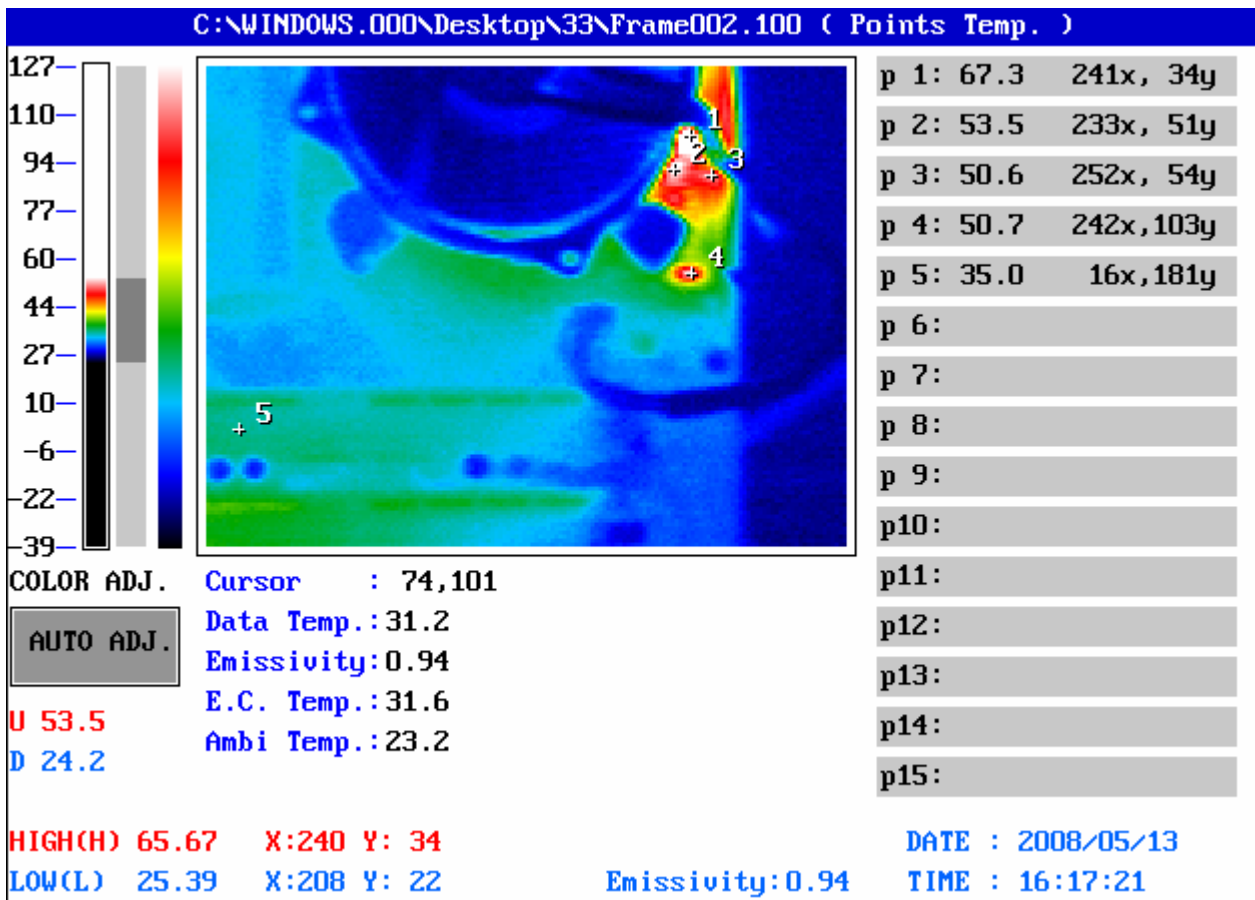 C:\WINDOWS.000\Desktop\33\Frame002.100 ( Points Temp. )
127
110
94
77
60
44
27
10
-6
-22
-39
1
2
3
4
5
p 1: 67.3 241x, 34y
p 2: 53.5 233x, 51y
p 3: 50.6 252x, 54y
p 4: 50.7 242x,103y
p 5: 35.0 16x,181y
p 6:
p 7:
p 8:
p 9:
p10:
p11:
p12:
p13:
p14:
p15:
COLOR ADJ.
AUTO ADJ.
U 53.5
D 24.2
Cursor : 74,101
Data Temp.:31.2
Emissivity:0.94
E.C. Temp.:31.6
Ambi Temp.:23.2
HIGH(H) 65.67 X:240 Y: 34
LOW(L) 25.39 X:208 Y: 22
Emissivity:0.94
DATE : 2008/05/13
TIME : 16:17:21